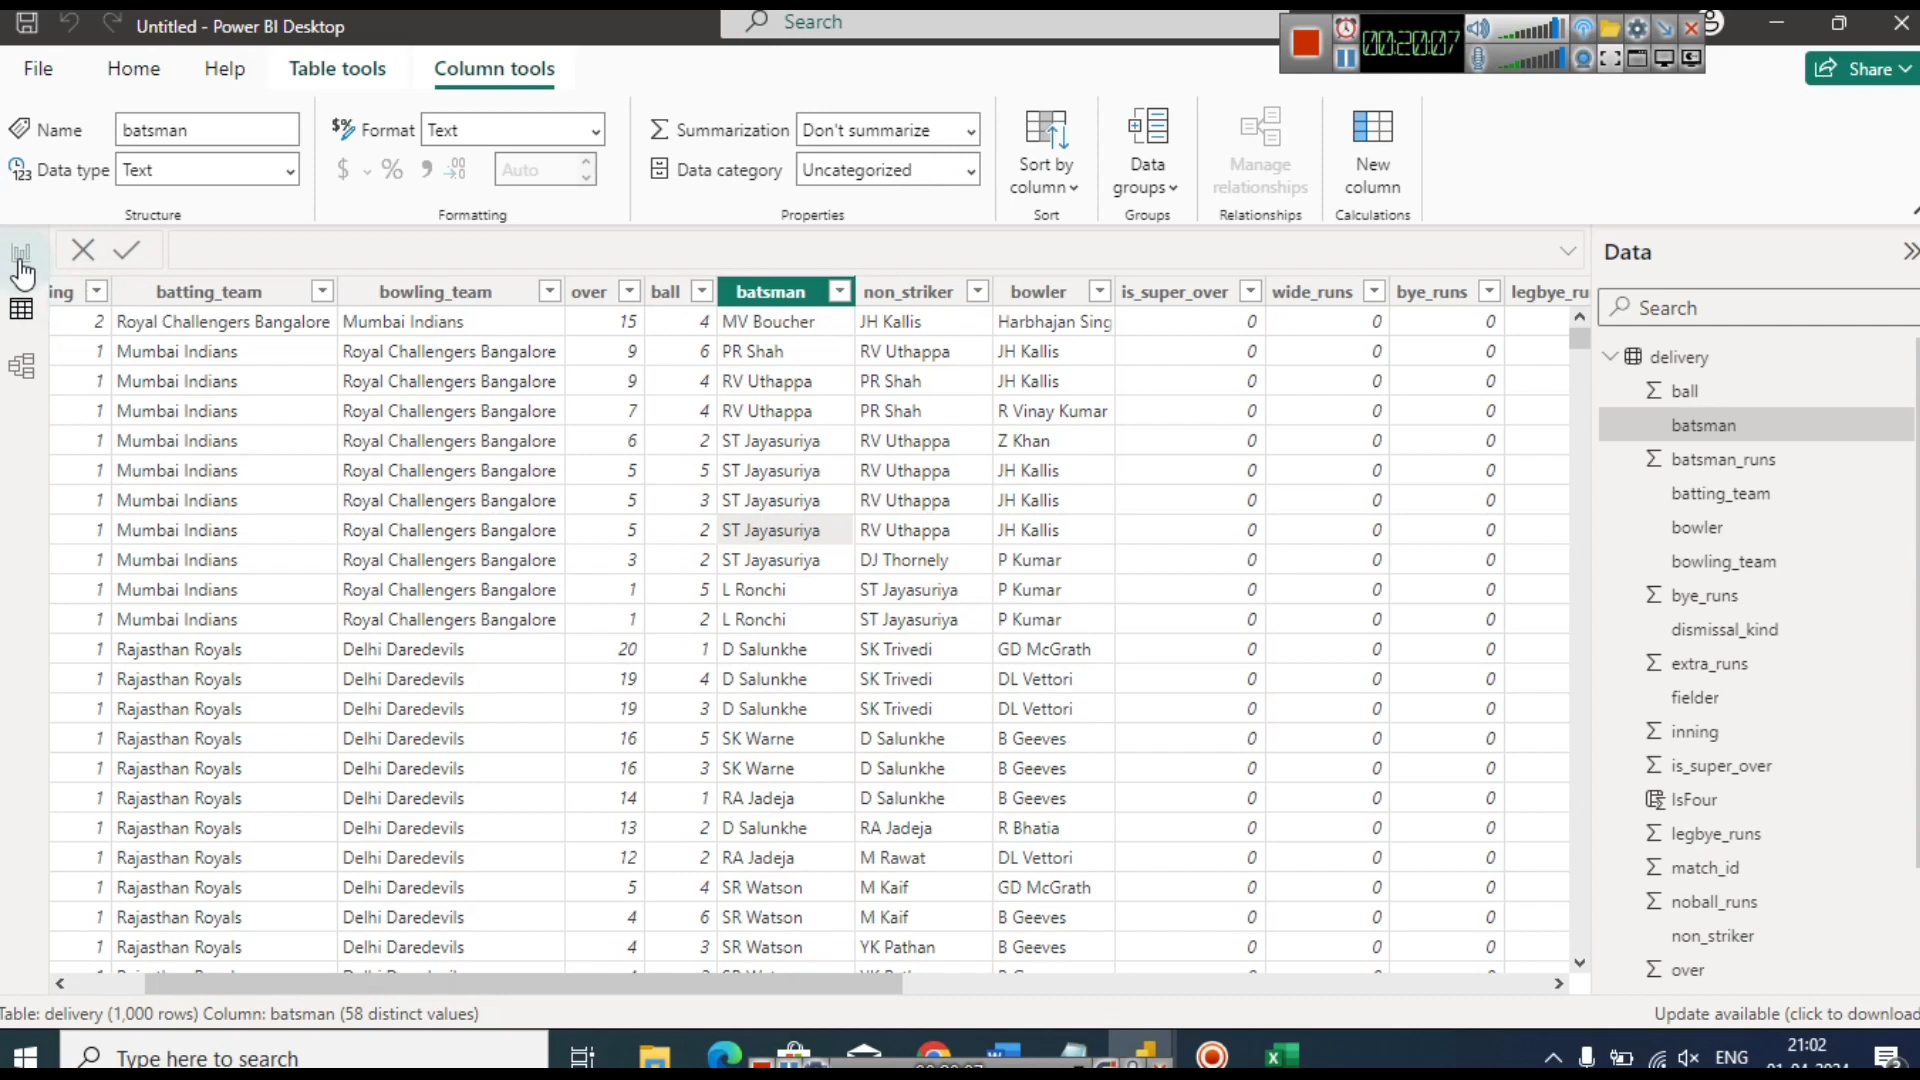 Untitled - Power BI Desktop
Search
00:20:07
File Home Help Table tools Column tools
Share
Name batsman
Format Text
Summarization Don't summarize
Data type Text
$ % Auto
Data category Uncategorized
Sort by column
Data groups
Manage relationships
New column
Structure Formatting Properties Sort Groups Relationships Calculations
Data
Search
ing batting_team bowling_team over ball batsman non_striker bowler is_super_over wide_runs bye_runs legbye_ru
2 Royal Challengers Bangalore Mumbai Indians 15 4 MV Boucher JH Kallis Harbhajan Sing 0 0 0
1 Mumbai Indians Royal Challengers Bangalore 9 6 PR Shah RV Uthappa JH Kallis 0 0 0
1 Mumbai Indians Royal Challengers Bangalore 9 4 RV Uthappa PR Shah JH Kallis 0 0 0
1 Mumbai Indians Royal Challengers Bangalore 7 4 RV Uthappa PR Shah R Vinay Kumar 0 0 0
1 Mumbai Indians Royal Challengers Bangalore 6 2 ST Jayasuriya RV Uthappa Z Khan 0 0 0
1 Mumbai Indians Royal Challengers Bangalore 5 5 ST Jayasuriya RV Uthappa JH Kallis 0 0 0
1 Mumbai Indians Royal Challengers Bangalore 5 3 ST Jayasuriya RV Uthappa JH Kallis 0 0 0
1 Mumbai Indians Royal Challengers Bangalore 5 2 ST Jayasuriya RV Uthappa JH Kallis 0 0 0
1 Mumbai Indians Royal Challengers Bangalore 3 2 ST Jayasuriya DJ Thornely P Kumar 0 0 0
1 Mumbai Indians Royal Challengers Bangalore 1 5 L Ronchi ST Jayasuriya P Kumar 0 0 0
1 Mumbai Indians Royal Challengers Bangalore 1 2 L Ronchi ST Jayasuriya P Kumar 0 0 0
1 Rajasthan Royals Delhi Daredevils 20 1 D Salunkhe SK Trivedi GD McGrath 0 0 0
1 Rajasthan Royals Delhi Daredevils 19 4 D Salunkhe SK Trivedi DL Vettori 0 0 0
1 Rajasthan Royals Delhi Daredevils 19 3 D Salunkhe SK Trivedi DL Vettori 0 0 0
1 Rajasthan Royals Delhi Daredevils 16 5 SK Warne D Salunkhe B Geeves 0 0 0
1 Rajasthan Royals Delhi Daredevils 16 3 SK Warne D Salunkhe B Geeves 0 0 0
1 Rajasthan Royals Delhi Daredevils 14 1 RA Jadeja D Salunkhe B Geeves 0 0 0
1 Rajasthan Royals Delhi Daredevils 13 2 D Salunkhe RA Jadeja R Bhatia 0 0 0
1 Rajasthan Royals Delhi Daredevils 12 2 RA Jadeja M Rawat DL Vettori 0 0 0
1 Rajasthan Royals Delhi Daredevils 5 4 SR Watson M Kaif GD McGrath 0 0 0
1 Rajasthan Royals Delhi Daredevils 4 6 SR Watson M Kaif B Geeves 0 0 0
1 Rajasthan Royals Delhi Daredevils 4 3 SR Watson YK Pathan B Geeves 0 0 0
delivery
ball
batsman
batsman_runs
batting_team
bowler
bowling_team
bye_runs
dismissal_kind
extra_runs
fielder
inning
is_super_over
IsFour
legbye_runs
match_id
noball_runs
non_striker
over
Table: delivery (1,000 rows) Column: batsman (58 distinct values)
Update available (click to download
Type here to search
ENG
21:02